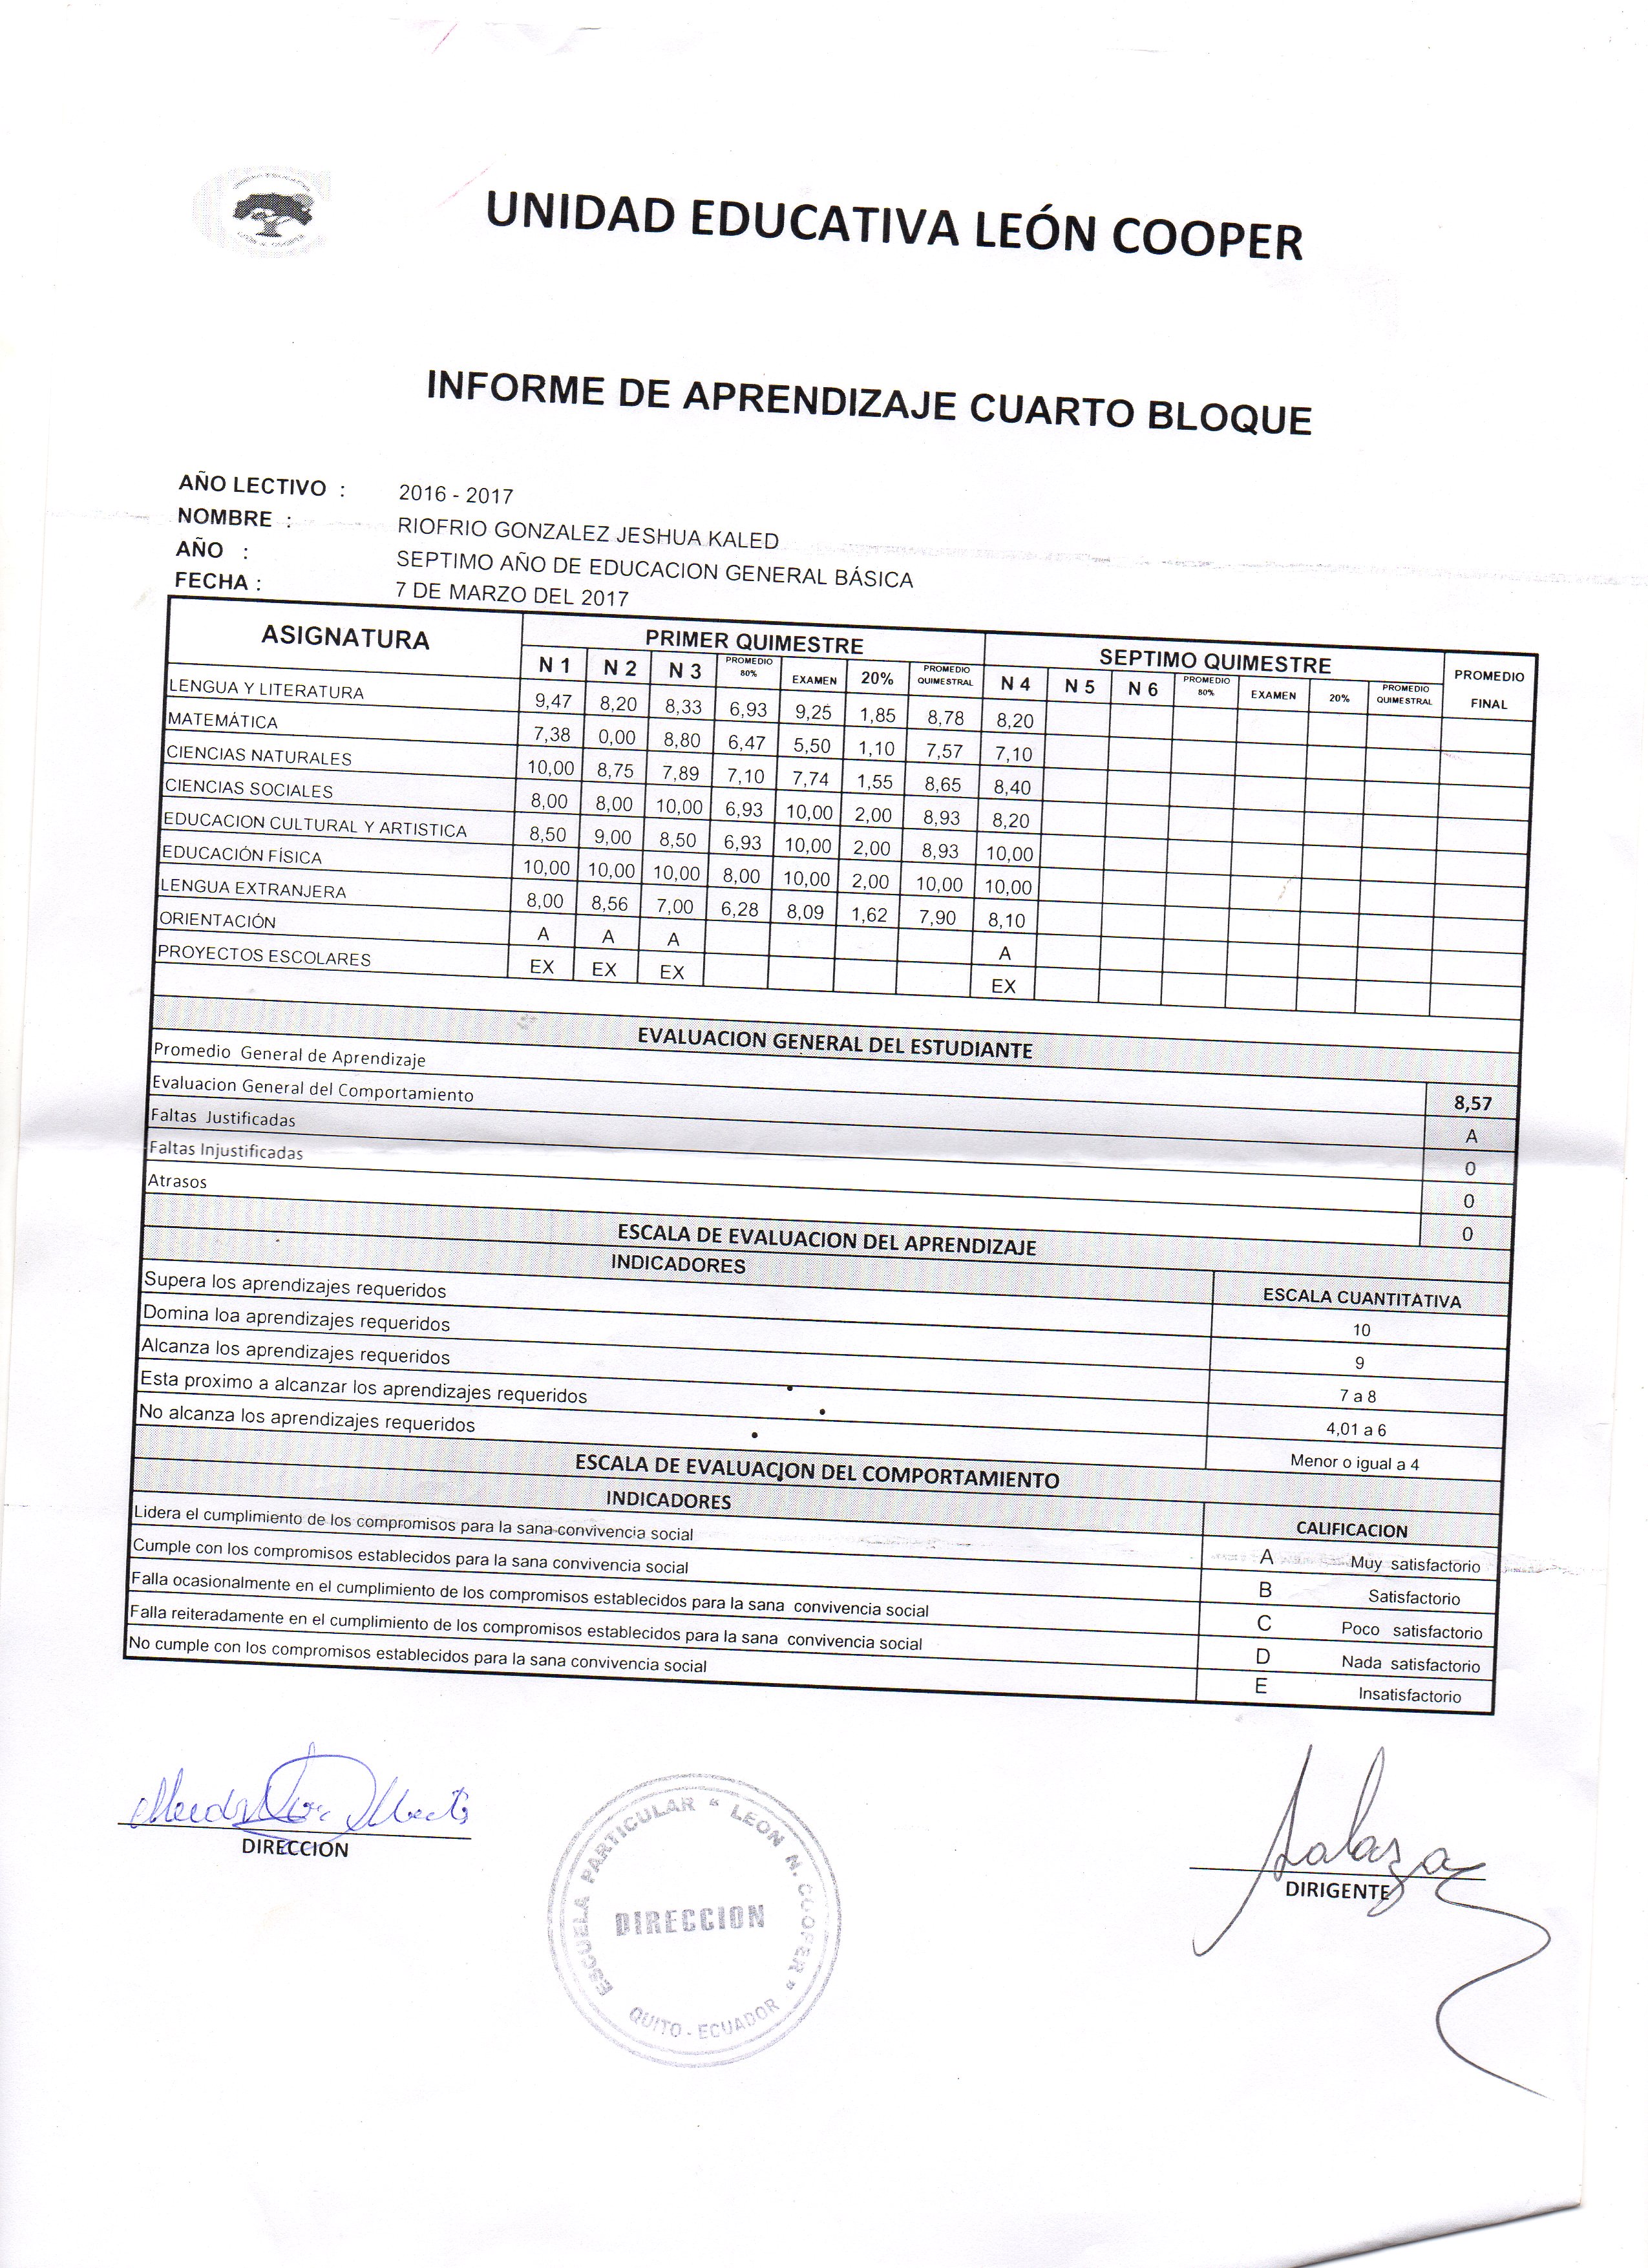 UNIDAD EDUCATIVA LEÓN COOPER
INFORME DE APRENDIZAJE CUARTO BLOQUE
AÑO LECTIVO : 2016 - 2017
NOMBRE : RIOFRIO GONZALEZ JESHUA KALED
AÑO : SEPTIMO AÑO DE EDUCACION GENERAL BÁSICA
FECHA : 7 DE MARZO DEL 2017
ASIGNATURA PRIMER QUIMESTRE SEPTIMO QUIMESTRE PROMEDIO FINAL
N 1 N 2 N 3 PROMEDIO 80% EXAMEN 20% PROMEDIO QUIMESTRAL N 4 N 5 N 6 PROMEDIO 80% EXAMEN 20% PROMEDIO QUIMESTRAL
LENGUA Y LITERATURA 9,47 8,20 8,33 6,93 9,25 1,85 8,78 8,20
MATEMÁTICA 7,38 0,00 8,80 6,47 5,50 1,10 7,57 7,10
CIENCIAS NATURALES 10,00 8,75 7,89 7,10 7,74 1,55 8,65 8,40
CIENCIAS SOCIALES 8,00 8,00 10,00 6,93 10,00 2,00 8,93 8,20
EDUCACION CULTURAL Y ARTISTICA 8,50 9,00 8,50 6,93 10,00 2,00 8,93 10,00
EDUCACIÓN FÍSICA 10,00 10,00 10,00 8,00 10,00 2,00 10,00 10,00
LENGUA EXTRANJERA 8,00 8,56 7,00 6,28 8,09 1,62 7,90 8,10
ORIENTACIÓN A A A A
PROYECTOS ESCOLARES EX EX EX EX
EVALUACION GENERAL DEL ESTUDIANTE
Promedio General de Aprendizaje 8,57
Evaluacion General del Comportamiento A
Faltas Justificadas 0
Faltas Injustificadas 0
Atrasos 0
ESCALA DE EVALUACION DEL APRENDIZAJE
INDICADORES ESCALA CUANTITATIVA
Supera los aprendizajes requeridos 10
Domina loa aprendizajes requeridos 9
Alcanza los aprendizajes requeridos 7 a 8
Esta proximo a alcanzar los aprendizajes requeridos 4,01 a 6
No alcanza los aprendizajes requeridos Menor o igual a 4
ESCALA DE EVALUACION DEL COMPORTAMIENTO
INDICADORES CALIFICACION
Lidera el cumplimiento de los compromisos para la sana convivencia social A Muy satisfactorio
Cumple con los compromisos establecidos para la sana convivencia social B Satisfactorio
Falla ocasionalmente en el cumplimiento de los compromisos establecidos para la sana convivencia social C Poco satisfactorio
Falla reiteradamente en el cumplimiento de los compromisos establecidos para la sana convivencia social D Nada satisfactorio
No cumple con los compromisos establecidos para la sana convivencia social E Insatisfactorio
DIRECCION
ESCUELA PARTICULAR " LEON N. COOPER "
DIRECCION
QUITO - ECUADOR
Salazar
DIRIGENTE